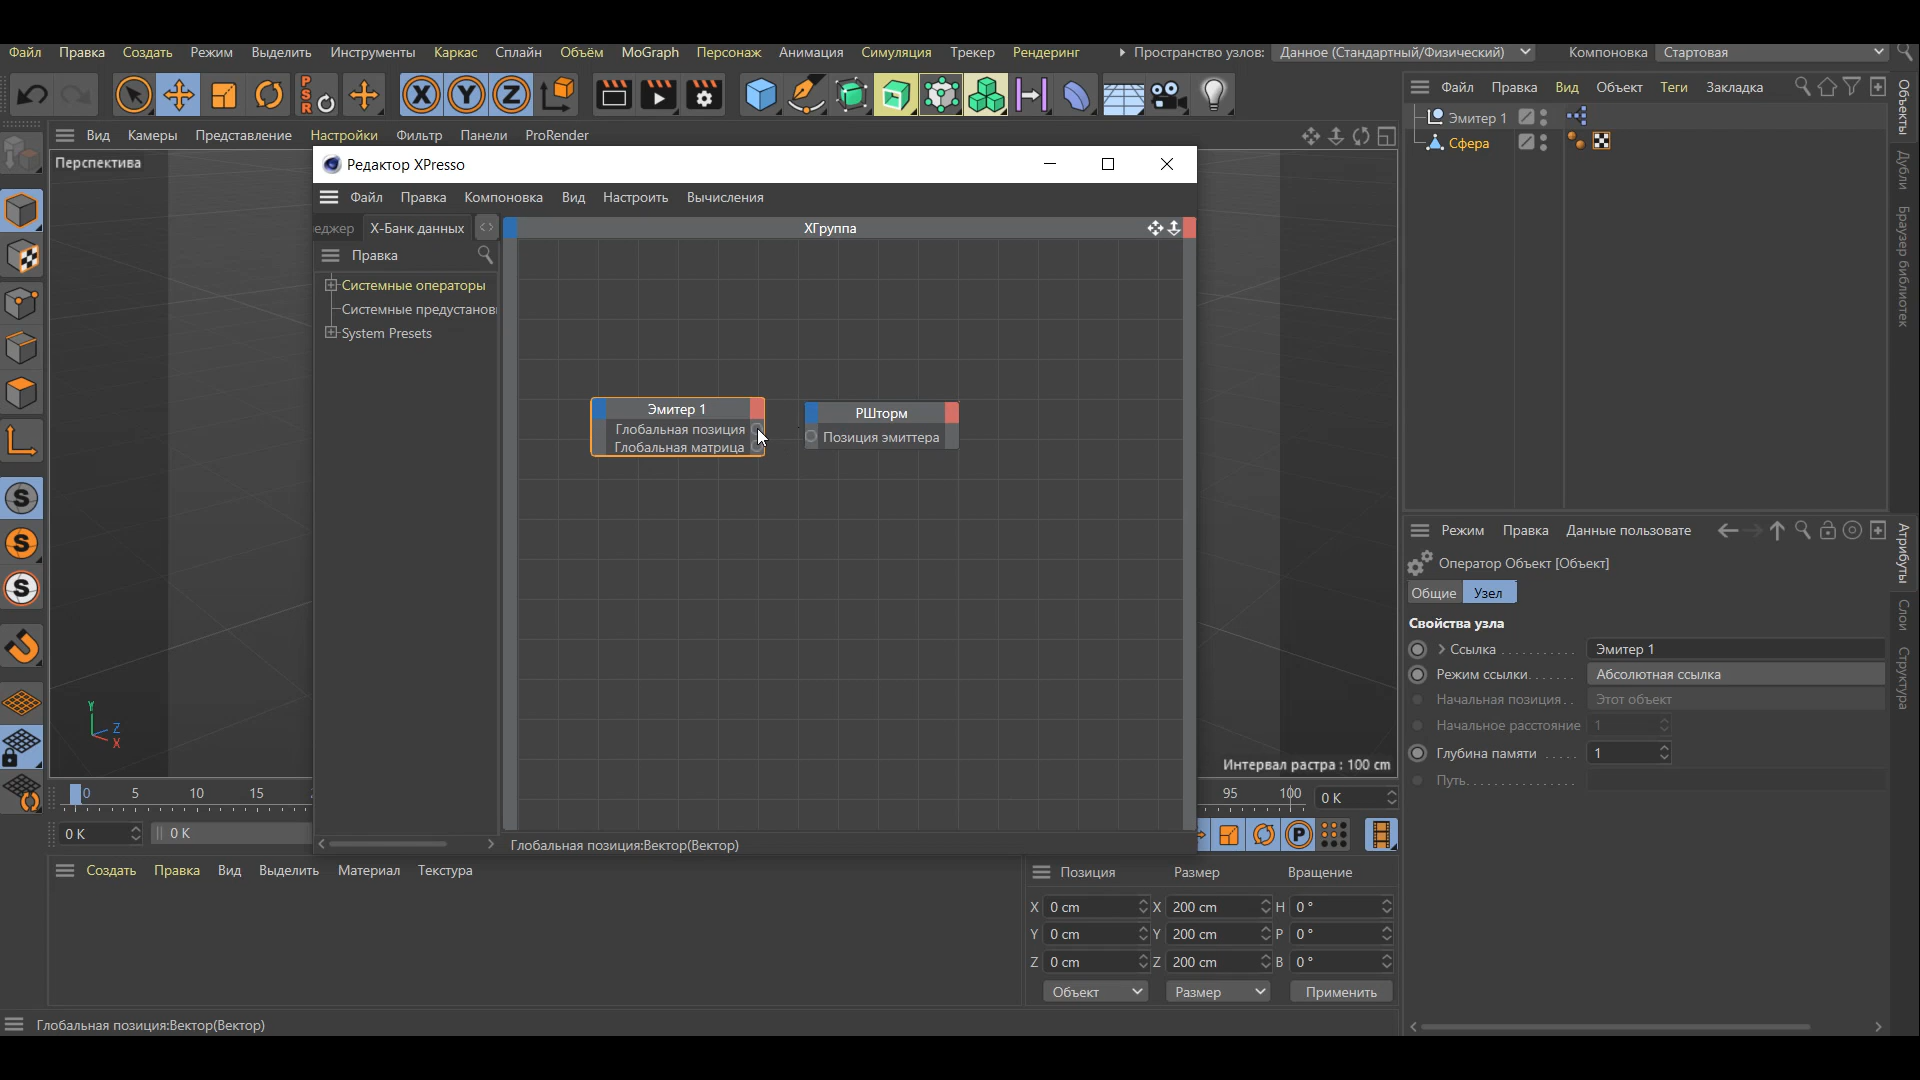 Файл Правка Создать Режим Выделить Инструменты Каркас Сплайн Объём MoGraph Персонаж Анимация Симуляция Трекер Рендеринг Пространство узлов: Данное (Стандартный/Физический) Компоновка Стартовая
X Y Z
P
S
R
Вид Камеры Представление Настройки Фильтр Панели ProRender
Перспектива
Редактор XPresso
Файл Правка Компоновка Вид Настроить Вычисления
еджер X-Банк данных
Правка
Системные операторы
Системные предустанов
System Presets
XГруппа
Эмитер 1
Глобальная позиция
Глобальная матрица
РШторм
Позиция эмиттера
Глобальная позиция:Вектор(Вектор)
S
S
S
Y
Z
X
Интервал растра : 100 cm
0 5 10 15 95 100 0 K
0 K 0 K
P
Создать Правка Вид Выделить Материал Текстура
Позиция Размер Вращение
X 0 cm X 200 cm H 0 °
Y 0 cm Y 200 cm P 0 °
Z 0 cm Z 200 cm B 0 °
Объект Размер Применить
Глобальная позиция:Вектор(Вектор)
Файл Правка Вид Объект Теги Закладка
Эмитер 1
Сфера
Объекты
Дубли
Браузер библиотек
Режим Правка Данные пользовате
Оператор Объект [Объект]
Общие Узел
Свойства узла
Ссылка . . . . . . . . . . . Эмитер 1
Режим ссылки. . . . . . . Абсолютная ссылка
Начальная позиция. . Этот объект
Начальное расстояние 1
Глубина памяти . . . . . 1
Путь. . . . . . . . . . . . . . .
Атрибуты
Слои
Структура